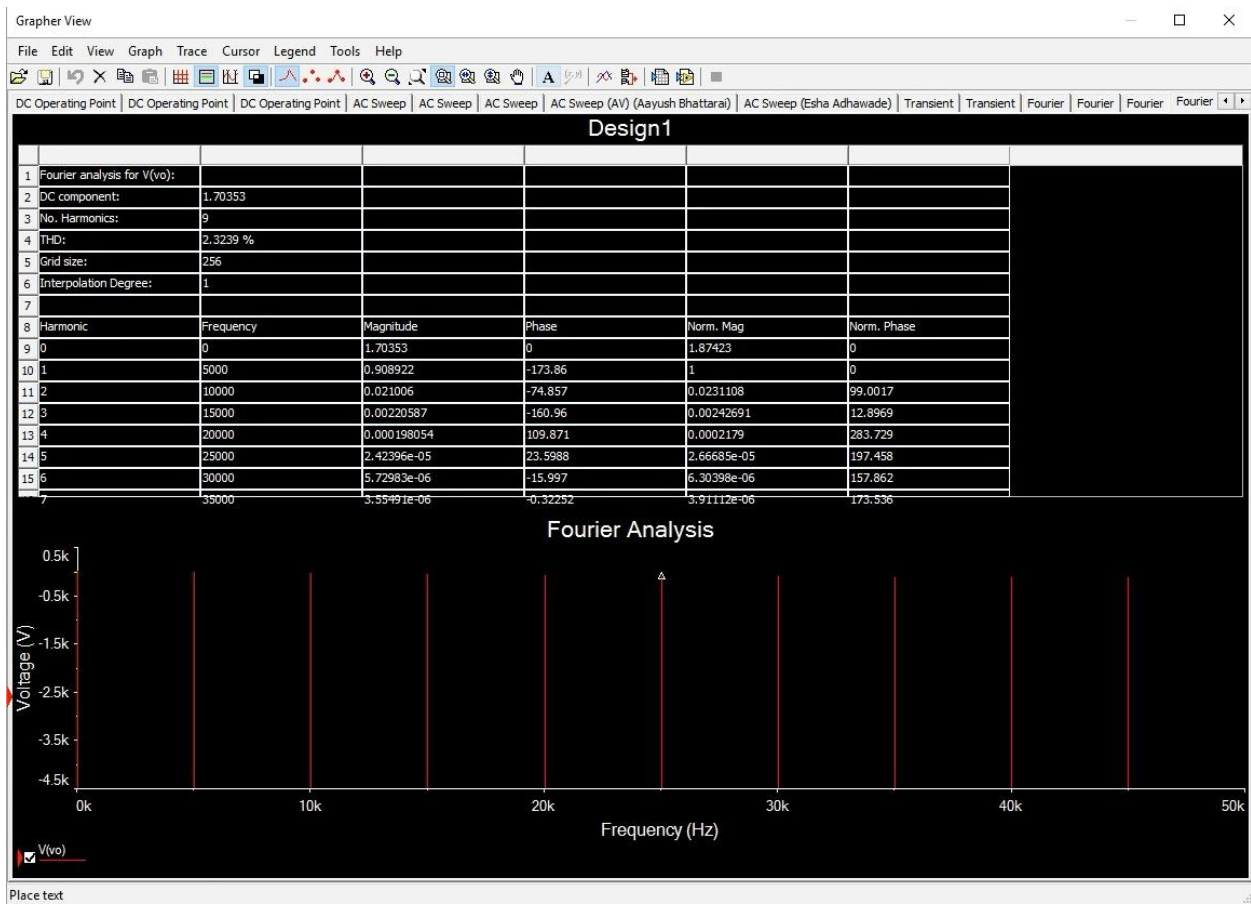 Grapher View
File Edit View Graph Trace Cursor Legend Tools Help
A
DC Operating Point DC Operating Point DC Operating Point AC Sweep AC Sweep AC Sweep AC Sweep (AV) (Aayush Bhattarai) AC Sweep (Esha Adhawade) Transient Transient Fourier Fourier Fourier Fourier
Design1
1 Fourier analysis for V(vo):
2 DC component: 1.70353
3 No. Harmonics: 9
4 THD: 2.3239 %
5 Grid size: 256
6 Interpolation Degree: 1
7
8 Harmonic Frequency Magnitude Phase Norm. Mag Norm. Phase
9 0 0 1.70353 0 1.87423 0
10 1 5000 0.908922 -173.86 1 0
11 2 10000 0.021006 -74.857 0.0231108 99.0017
12 3 15000 0.00220587 -160.96 0.00242691 12.8969
13 4 20000 0.000198054 109.871 0.0002179 283.729
14 5 25000 2.42396e-05 23.5988 2.66685e-05 197.458
15 6 30000 5.72983e-06 -15.997 6.30398e-06 157.862
7 35000 3.55491e-06 -0.32252 3.91112e-06 173.536
Fourier Analysis
0.5k
-0.5k
-1.5k
-2.5k
-3.5k
-4.5k
Voltage (V)
0k 10k 20k 30k 40k 50k
Frequency (Hz)
V(vo)
Place text